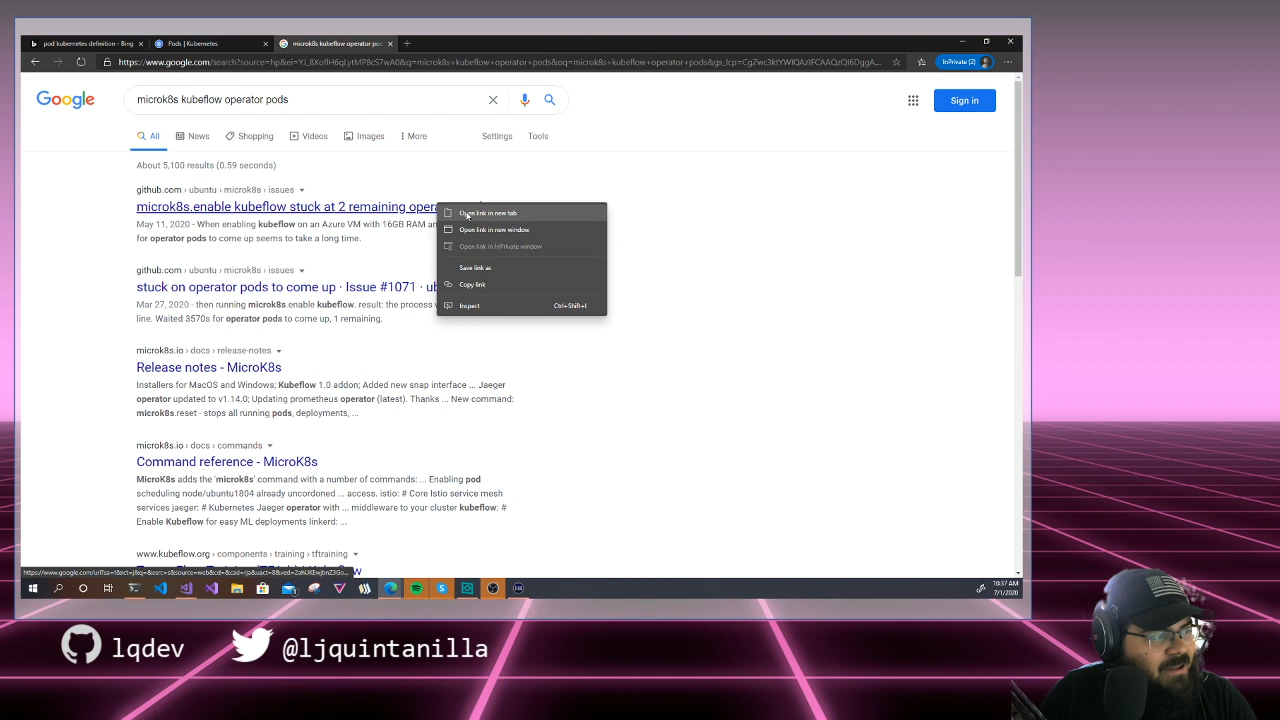 pod kubernetes definition - Bing
Pods | Kubernetes
microk8s kubeflow operator pod
InPrivate (2)
Google
microk8s kubeflow operator pods
Sign in
All
News
Shopping
Videos
Images
More
Settings
Tools
About 5,100 results (0.59 seconds)
github.com › ubuntu › microk8s › issues
microk8s.enable kubeflow stuck at 2 remaining opera
May 11, 2020 - When enabling kubeflow on an Azure VM with 16GB RAM an
for operator pods to come up seems to take a long time.
Open link in new tab
Open link in new window
Open link in InPrivate window
Save link as
Copy link
Inspect Ctrl+Shift+I
github.com › ubuntu › microk8s › issues
stuck on operator pods to come up · Issue #1071 · ub
Mar 27, 2020 - then running microk8s.enable kubeflow. result: the process
line. Waited 3570s for operator pods to come up, 1 remaining.
microk8s.io › docs › release-notes
Release notes - MicroK8s
Installers for MacOS and Windows; Kubeflow 1.0 addon; Added new snap interface ... Jaeger
operator updated to v1.14.0; Updating prometheus operator (latest). Thanks ... New command:
microk8s.reset - stops all running pods, deployments, ...
microk8s.io › docs › commands
Command reference - MicroK8s
MicroK8s adds the 'microk8s' command with a number of commands: ... Enabling pod
scheduling node/ubuntu1804 already uncordoned ... access. istio: # Core Istio service mesh
services jaeger: # Kubernetes Jaeger operator with ... middleware to your cluster kubeflow: #
Enable Kubeflow for easy ML deployments linkerd: ...
www.kubeflow.org › components › training › tftraining
10:37 AM
7/1/2020
lqdev
@ljquintanilla